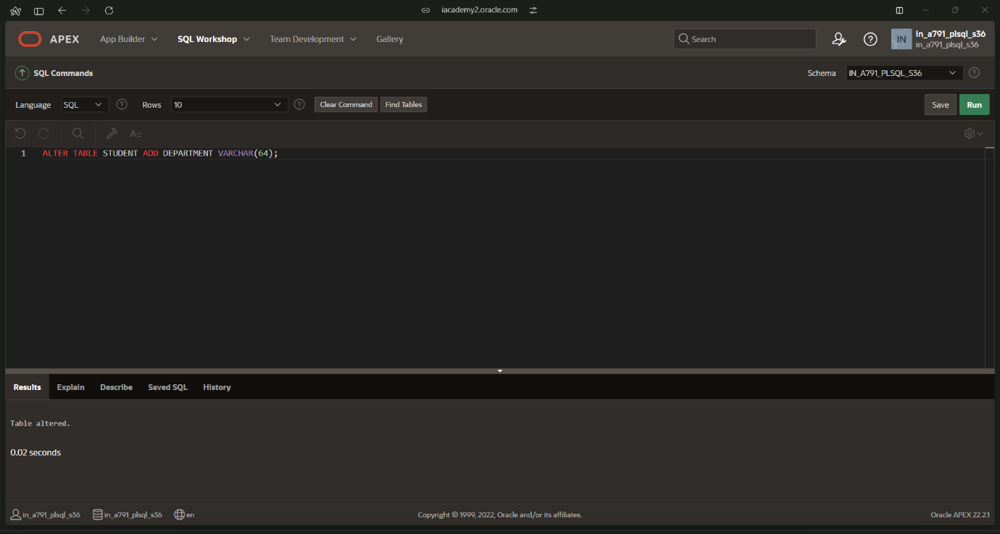 iacademy2.oracle.com
APEX App Builder SQL Workshop Team Development Gallery Search IN in_a791_plsql_s36
in_a791_plsql_s36
SQL Commands Schema IN_A791_PLSQL_S36
Language SQL Rows 10 Clear Command Find Tables Save Run
1 ALTER TABLE STUDENT ADD DEPARTMENT VARCHAR(64);
Results Explain Describe Saved SQL History
Table altered.
0.02 seconds
in_a791_plsql_s36 in_a791_plsql_s36 en Copyright © 1999, 2022, Oracle and/or its affiliates. Oracle APEX 22.2.1